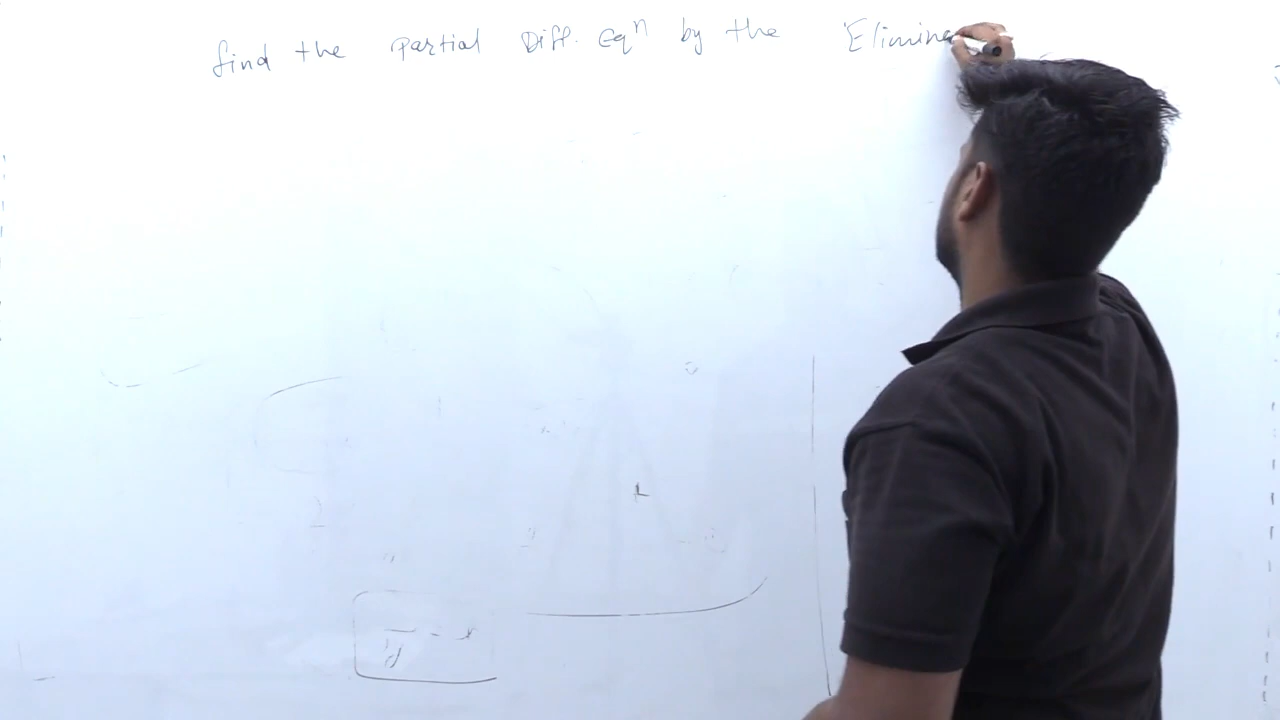 find the partial Diff. Eqⁿ by the Elimina